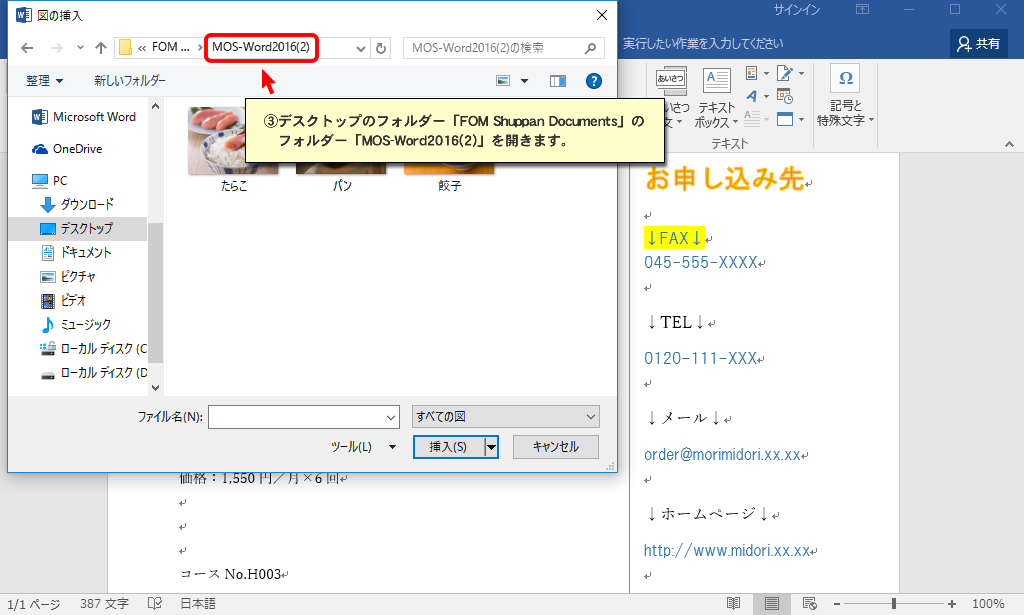 図の挿入
サインイン
« FOM ... › MOS-Word2016(2)
MOS-Word2016(2)の検索
実行したい作業を入力してください
共有
整理
新しいフォルダー
Microsoft Word
OneDrive
PC
ダウンロード
デスクトップ
ドキュメント
ピクチャ
ビデオ
ミュージック
ローカル ディスク (C
ローカル ディスク (D
③デスクトップのフォルダー「FOM Shuppan Documents」の
フォルダー「MOS-Word2016(2)」を開きます。
たらこ
パン
餃子
ファイル名(N):
すべての図
ツール(L)
挿入(S)
キャンセル
あいさつ
いさつ
文
テキスト
ボックス
記号と
特殊文字
テキスト
お申し込み先
↓FAX↓
045-555-XXXX
↓TEL↓
0120-111-XXX
↓メール↓
order@morimidori.xx.xx
↓ホームページ↓
http://www.midori.xx.xx
価格：1,550 円／月×6 回
コース No.H003
1/1 ページ
387 文字
日本語
100%